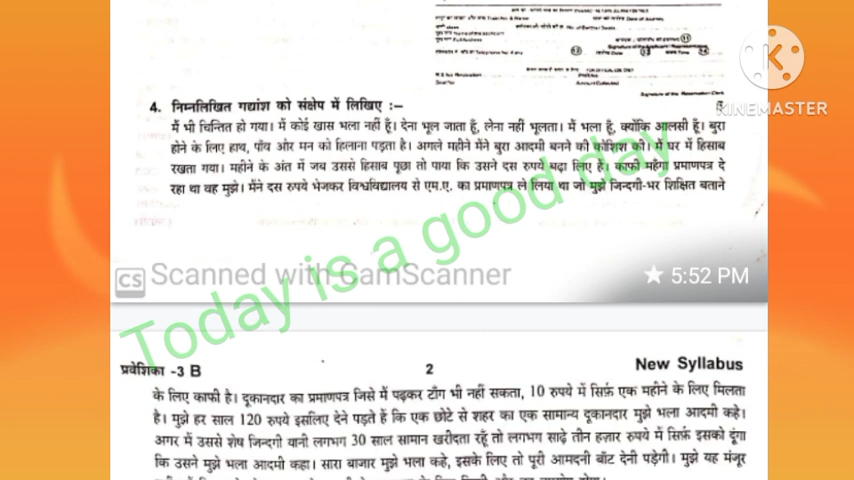 KINEMASTER
4. निम्नलिखित गद्यांश को संक्षेप में लिखिए :–
मैं भी चिन्तित हो गया। मैं कोई खास भला नहीं हूँ। देना भूल जाता हूँ, लेना नहीं भूलता। मैं भला हूँ, क्योंकि आलसी हूँ। बुरा
होने के लिए हाथ, पाँव और मन को हिलाना पड़ता है। अगले महीने मैंने बुरा आदमी बनने की कोशिश की। मैं घर में हिसाब
रखता गया। महीने के अंत में जब उससे हिसाब पूछा तो पाया कि उसने दस रुपये बढ़ा लिए है। काफी महँगा प्रमाणपत्र दे
रहा था वह मुझे। मैंने दस रुपये भेजकर विश्वविद्यालय से एम.ए. का प्रमाणपत्र ले लिया था जो मुझे जिन्दगी-भर शिक्षित बताने
Today is a good day
CS Scanned with CamScanner
★ 5:52 PM
प्रवेशिका -3 B 2 New Syllabus
के लिए काफी है। दूकानदार का प्रमाणपत्र जिसे मैं पढ़कर टाँग भी नहीं सकता, 10 रुपये में सिर्फ़ एक महीने के लिए मिलता
है। मुझे हर साल 120 रुपये इसलिए देने पड़ते हैं कि एक छोटे से शहर का एक सामान्य दूकानदार मुझे भला आदमी कहे।
अगर मैं उससे शेष जिन्दगी यानी लगभग 30 साल सामान खरीदता रहूँ तो लगभग साढ़े तीन हज़ार रुपये में सिर्फ़ इसको दूंगा
कि उसने मुझे भला आदमी कहा। सारा बाजार मुझे भला कहे, इसके लिए तो पूरी आमदनी बाँट देनी पड़ेगी। मुझे यह मंजूर